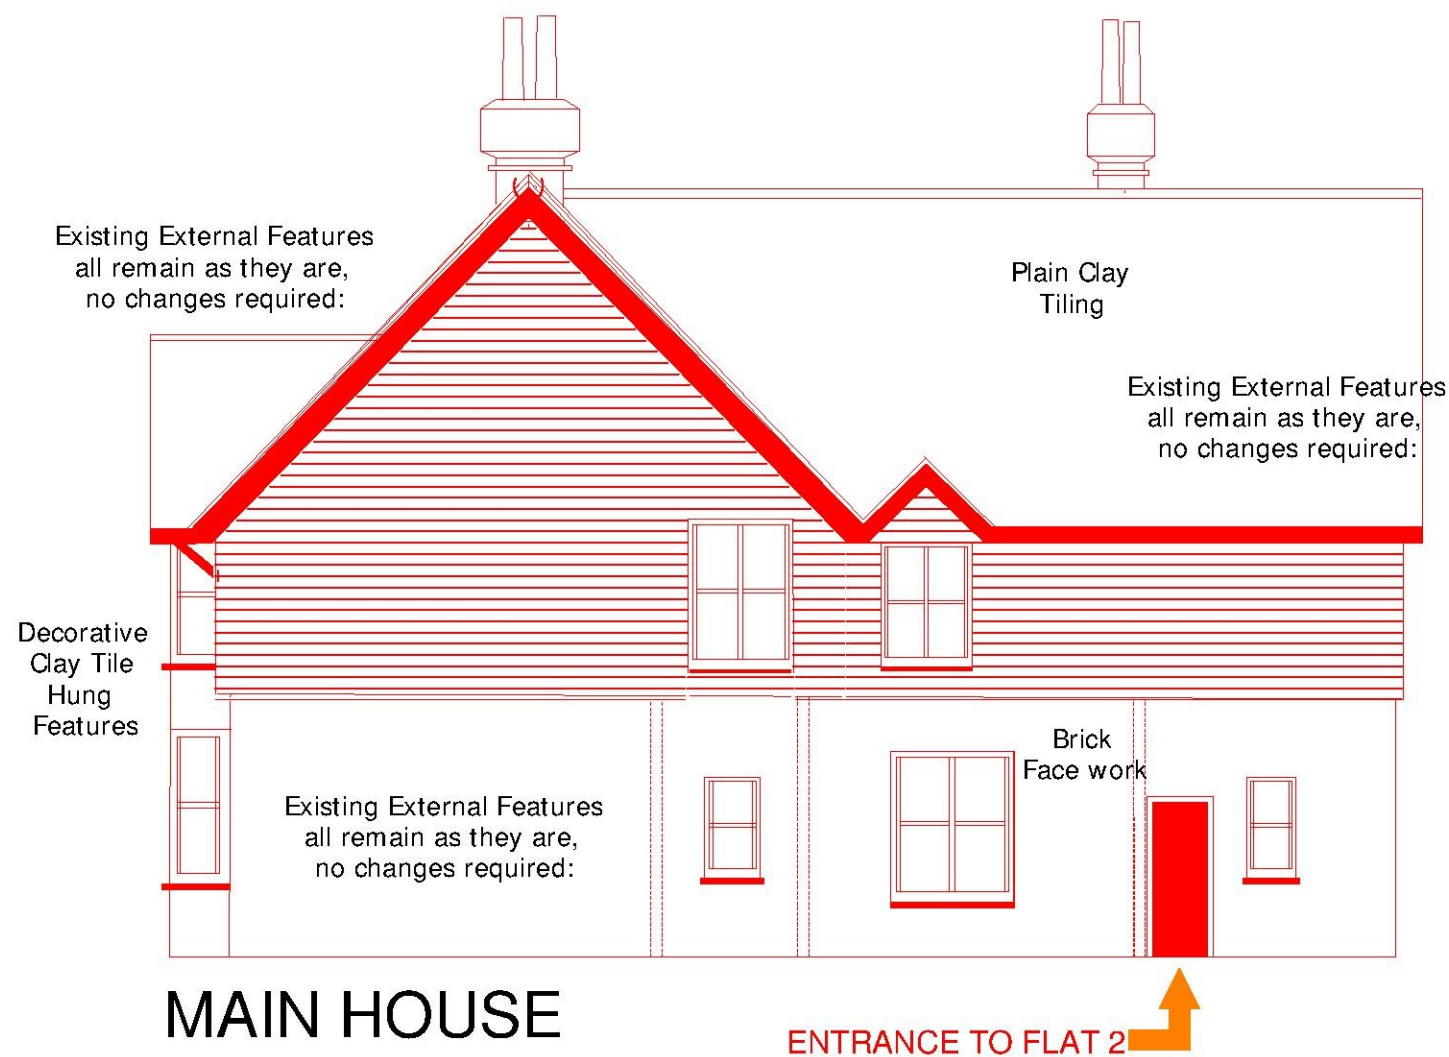 Existing External Features
all remain as they are,
no changes required:
Plain Clay
Tiling
Existing External Features
all remain as they are,
no changes required:
Decorative
Clay Tile
Hung
Features
Brick
Face work
Existing External Features
all remain as they are,
no changes required:
MAIN HOUSE
ENTRANCE TO FLAT 2